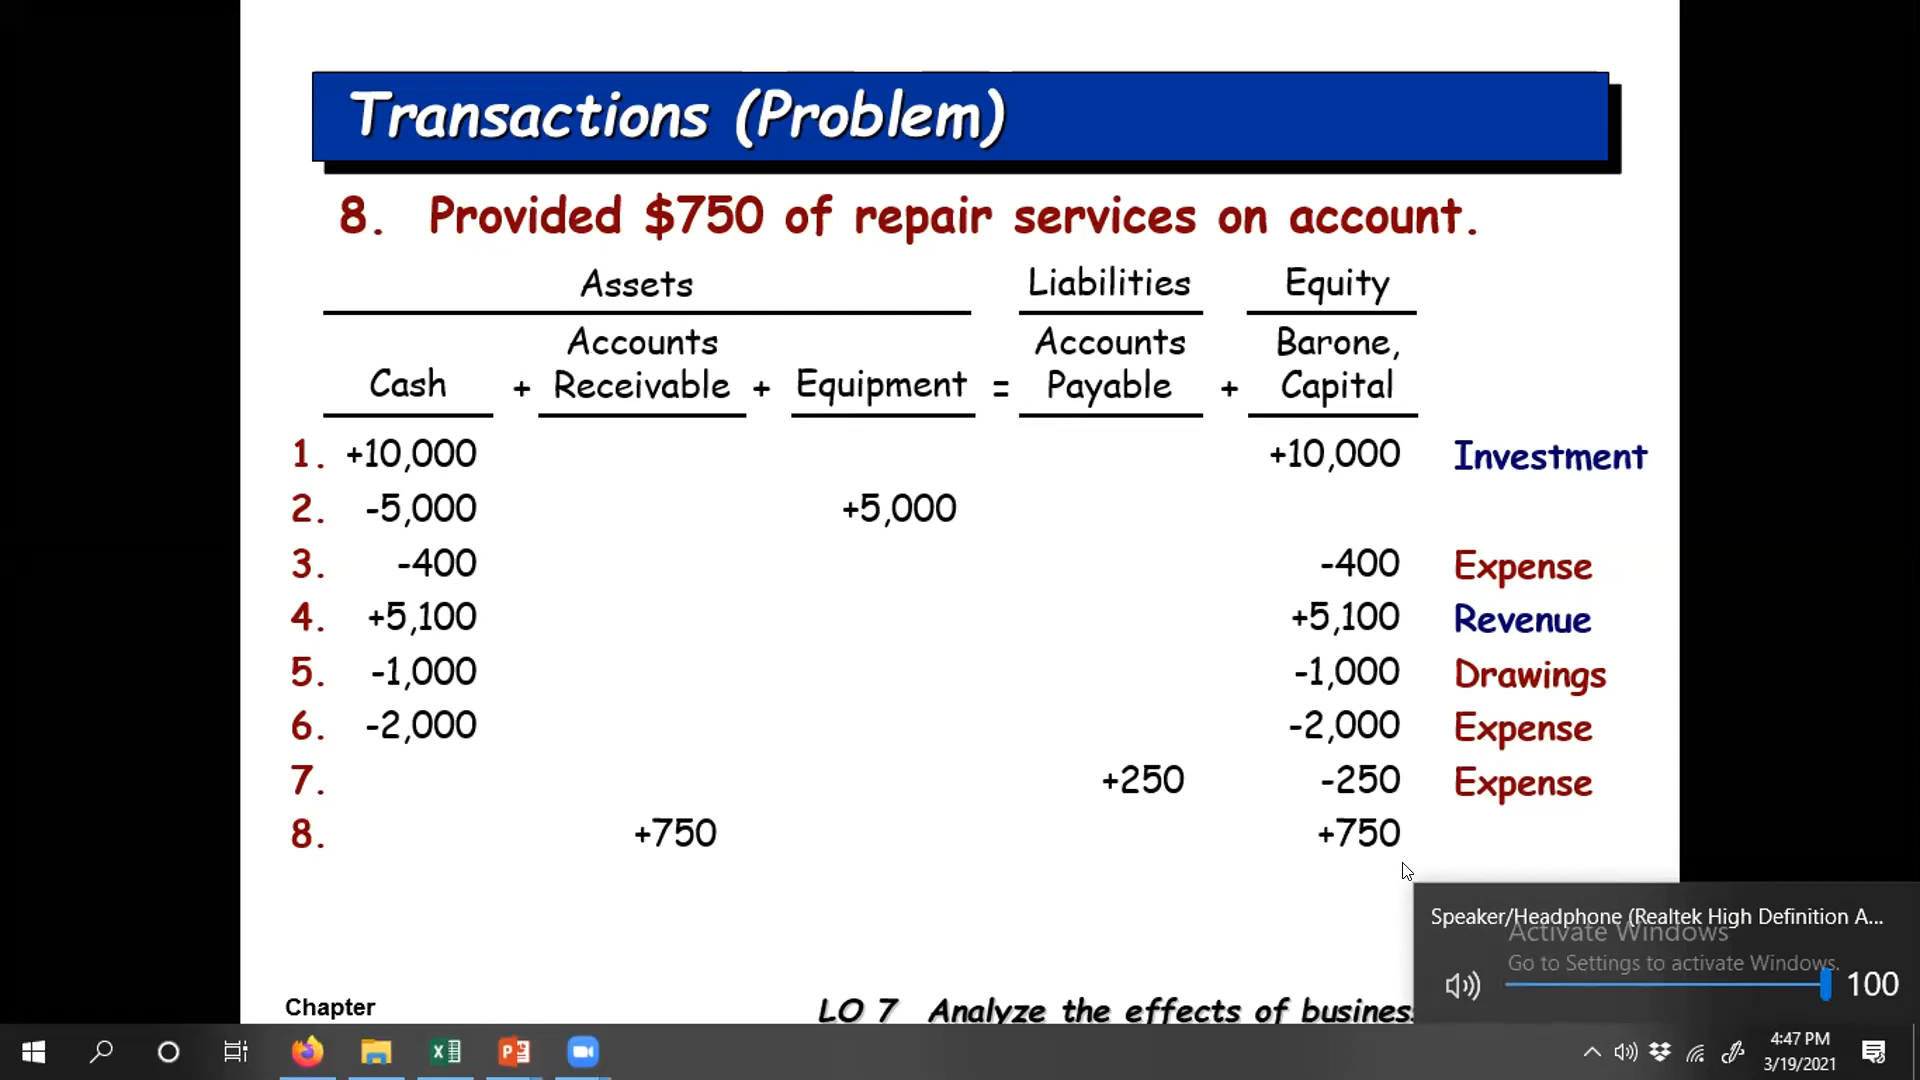 Transactions (Problem)
8. Provided $750 of repair services on account.
Assets Liabilities Equity
Accounts Accounts Barone,
Cash + Receivable + Equipment = Payable + Capital
1. +10,000 +10,000 Investment
2. -5,000 +5,000
3. -400 -400 Expense
4. +5,100 +5,100 Revenue
5. -1,000 -1,000 Drawings
6. -2,000 -2,000 Expense
7. +250 -250 Expense
8. +750 +750
Speaker/Headphone (Realtek High Definition A...
Activate Windows
Go to Settings to activate Windows.
100
Chapter
LO 7 Analyze the effects of busines
4:47 PM
3/19/2021